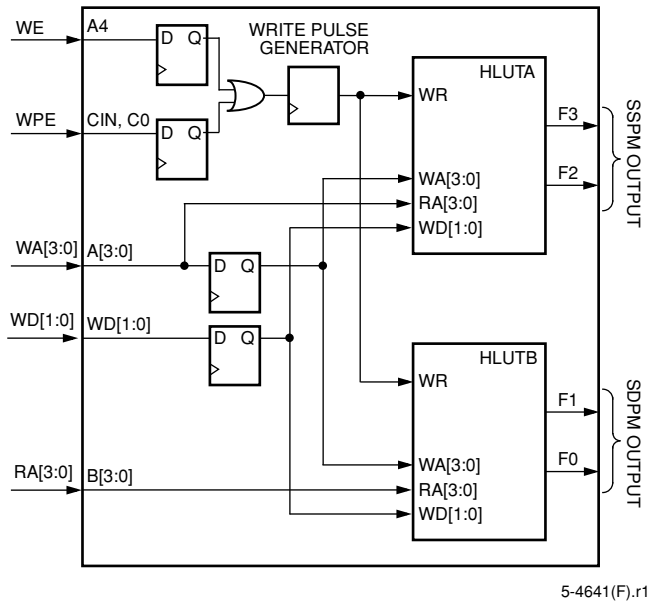 WE
A4
D Q
WRITE PULSE
GENERATOR
HLUTA
WR
F3
WPE
CIN, C0
D Q
F2
SSPM OUTPUT
WA[3:0]
RA[3:0]
WD[1:0]
WA[3:0]
A[3:0]
D Q
WD[1:0]
WD[1:0]
D Q
HLUTB
WR
F1
WA[3:0]
F0
SDPM OUTPUT
RA[3:0]
B[3:0]
RA[3:0]
WD[1:0]
5-4641(F).r1